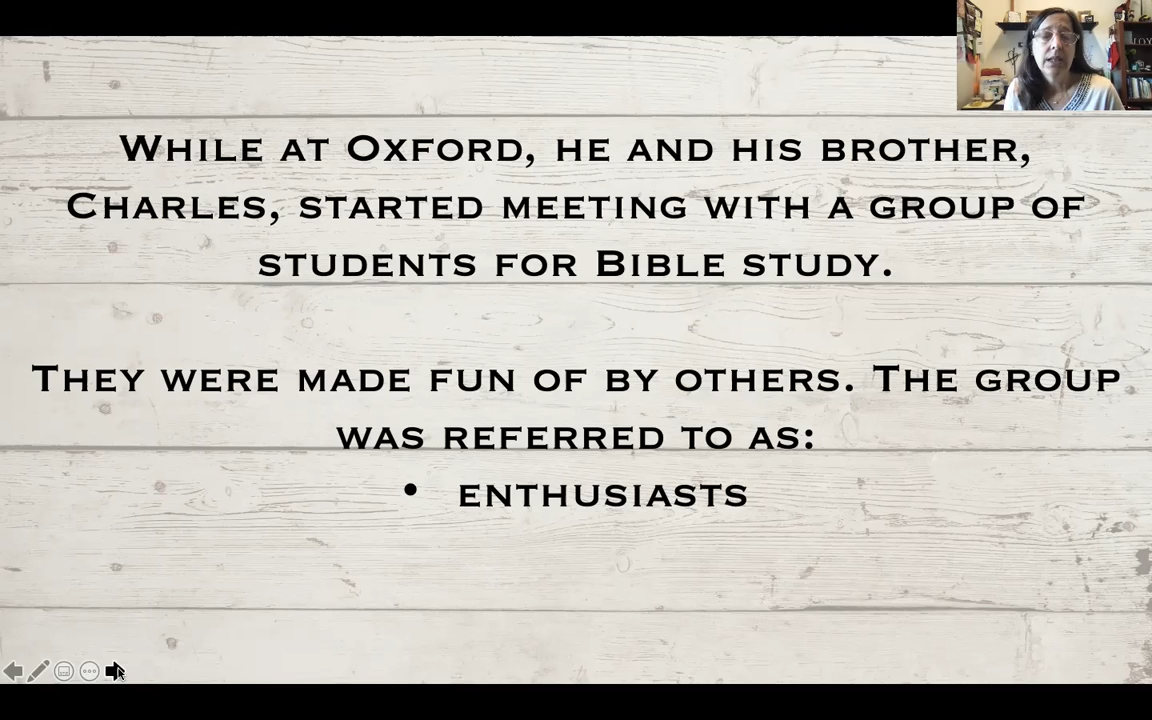 While at Oxford, he and his brother,
Charles, started meeting with a group of
students for Bible study.
They were made fun of by others. The group
was referred to as:
• enthusiasts